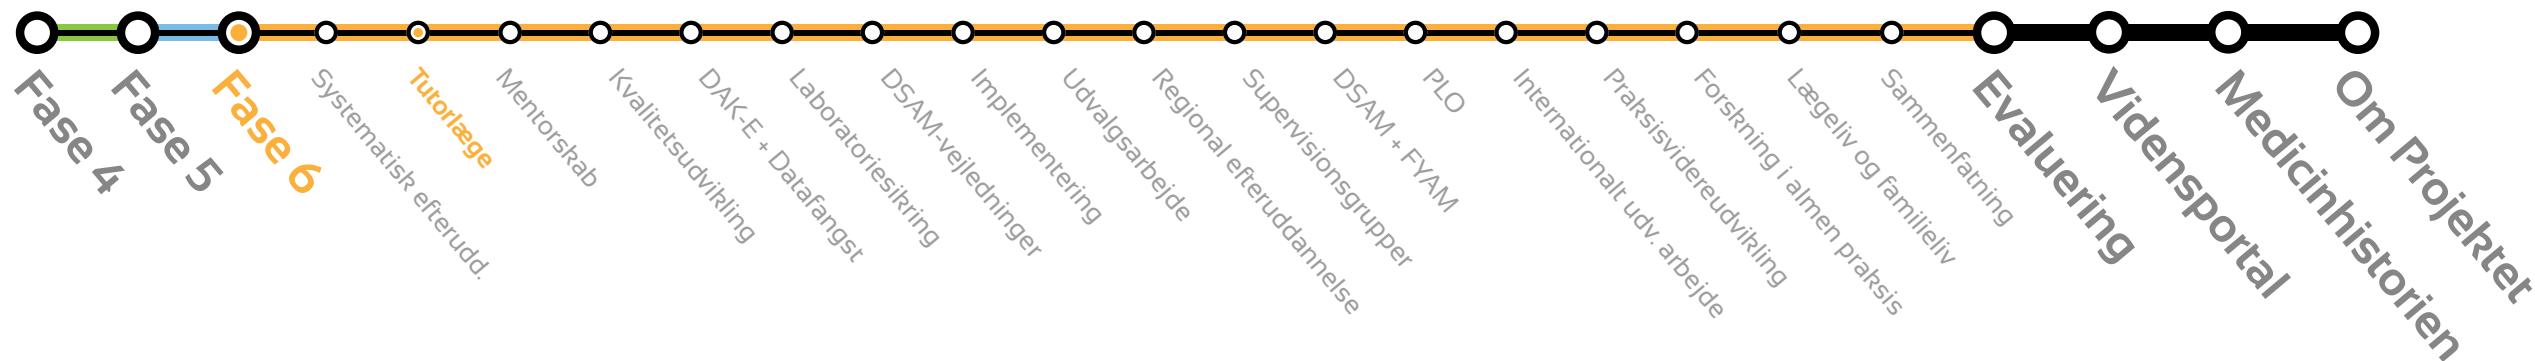 Fase 4
Fase 5
Fase 6
Systematisk efterudd.
Tutorlæge
Mentorskab
Kvalitetsudvikling
DAK-E + Datafangst
Laboratoriesikring
DSAM-vejledninger
Implementering
Udvalgsarbejde
Regional efteruddannelse
Supervisionsgrupper
DSAM + FYAM
PLO
Internationalt udv. arbejde
Praksisvidereudvikling
Forskning i almen praksis
Lægeliv og familieliv
Sammenfatning
Evaluering
Vidensportal
Medicinhistorien
Om Projektet